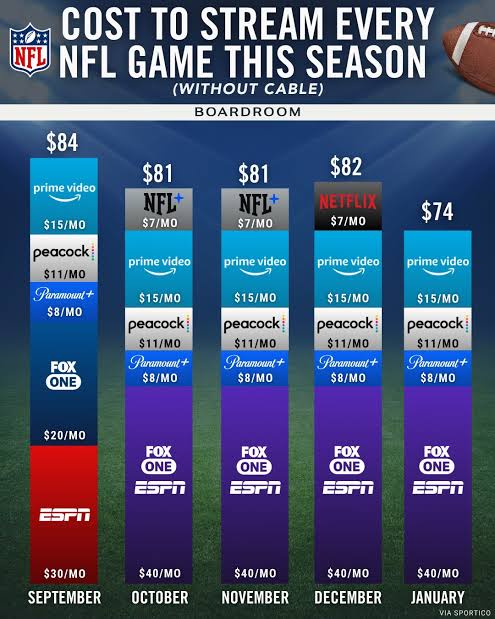 NFL
COST TO STREAM EVERY
NFL GAME THIS SEASON
(WITHOUT CABLE)
BOARDROOM
$84
prime video
$15/MO
peacock
$11/MO
Paramount+
$8/MO
FOX
ONE
$20/MO
ESPN
$30/MO
SEPTEMBER
$81
NFL+
$7/MO
prime video
$15/MO
peacock
$11/MO
Paramount+
$8/MO
FOX
ONE
ESPN
$40/MO
OCTOBER
$81
NFL+
$7/MO
prime video
$15/MO
peacock
$11/MO
Paramount+
$8/MO
FOX
ONE
ESPN
$40/MO
NOVEMBER
$82
NETFLIX
$7/MO
prime video
$15/MO
peacock
$11/MO
Paramount+
$8/MO
FOX
ONE
ESPN
$40/MO
DECEMBER
$74
prime video
$15/MO
peacock
$11/MO
Paramount+
$8/MO
FOX
ONE
ESPN
$40/MO
JANUARY
VIA SPORTICO